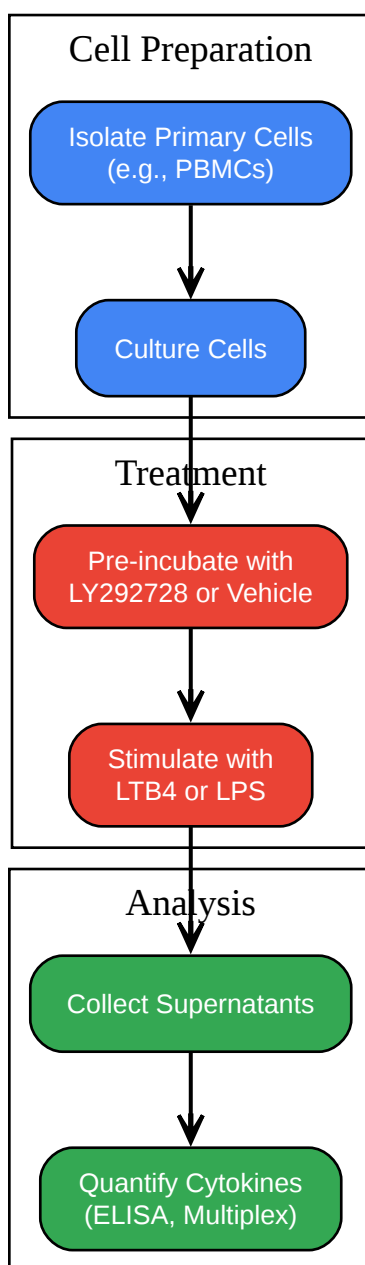 Cell Preparation
Isolate Primary Cells
(e.g., PBMCs)
Culture Cells
Treatment
Pre-incubate with
LY292728 or Vehicle
Stimulate with
LTB4 or LPS
Analysis
Collect Supernatants
Quantify Cytokines
(ELISA, Multiplex)